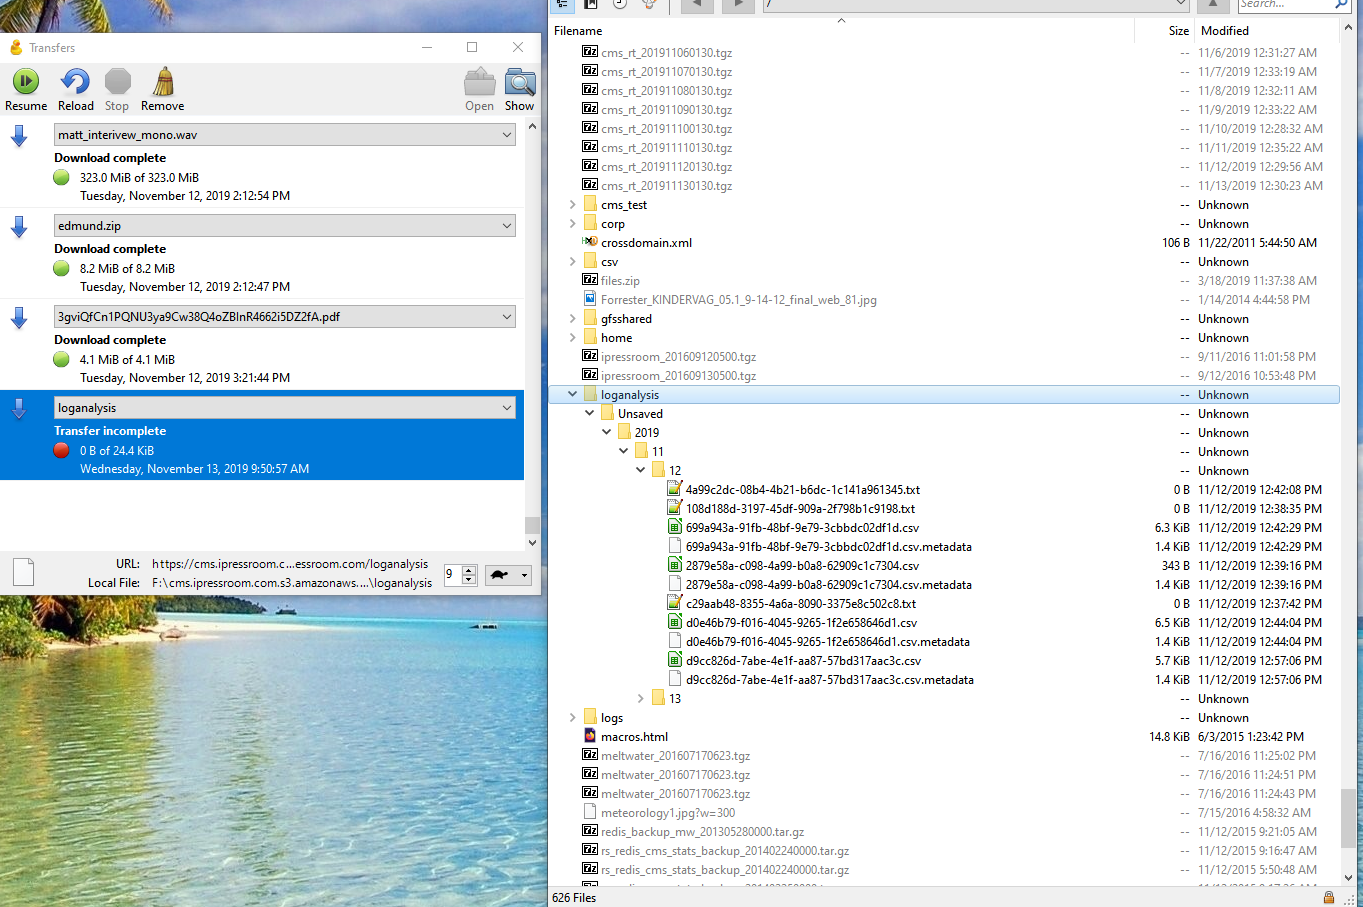 Transfers
Resume Reload Stop Remove Open Show
matt_interivew_mono.wav
Download complete
323.0 MiB of 323.0 MiB
Tuesday, November 12, 2019 2:12:54 PM
edmund.zip
Download complete
8.2 MiB of 8.2 MiB
Tuesday, November 12, 2019 2:12:47 PM
Download complete
4.1 MiB of 4.1 MiB
Tuesday, November 12, 2019 3:21:44 PM
loganalysis
Transfer incomplete
0 B of 24.4 KiB
Wednesday, November 13, 2019 9:50:57 AM
URL: https://cms.ipressroom.c...essroom.com/loganalysis
Local File: F:\cms.ipressroom.com.s3.amazonaws....\loganalysis
9
/
Search...
Filename Size Modified
cms_rt_201911060130.tgz -- 11/6/2019 12:31:27 AM
cms_rt_201911070130.tgz -- 11/7/2019 12:33:19 AM
cms_rt_201911080130.tgz -- 11/8/2019 12:32:11 AM
cms_rt_201911090130.tgz -- 11/9/2019 12:33:22 AM
cms_rt_201911100130.tgz -- 11/10/2019 12:28:32 AM
cms_rt_201911110130.tgz -- 11/11/2019 12:35:22 AM
cms_rt_201911120130.tgz -- 11/12/2019 12:29:56 AM
cms_rt_201911130130.tgz -- 11/13/2019 12:30:23 AM
cms_test -- Unknown
corp -- Unknown
crossdomain.xml 106 B 11/22/2011 5:44:50 AM
csv -- Unknown
files.zip -- 3/18/2019 11:37:38 AM
Forrester_KINDERVAG_05.1_9-14-12_final_web_81.jpg -- 1/14/2014 4:44:58 PM
gfsshared -- Unknown
home -- Unknown
ipressroom_201609120500.tgz -- 9/11/2016 11:01:58 PM
ipressroom_201609130500.tgz -- 9/12/2016 10:53:48 PM
loganalysis -- Unknown
Unsaved -- Unknown
2019 -- Unknown
11 -- Unknown
12 -- Unknown
4a99c2dc-08b4-4b21-b6dc-1c141a961345.txt 0 B 11/12/2019 12:42:08 PM
108d188d-3197-45df-909a-2f798b1c9198.txt 0 B 11/12/2019 12:38:35 PM
699a943a-91fb-48bf-9e79-3cbbdc02df1d.csv 6.3 KiB 11/12/2019 12:42:29 PM
699a943a-91fb-48bf-9e79-3cbbdc02df1d.csv.metadata 1.4 KiB 11/12/2019 12:42:29 PM
2879e58a-c098-4a99-b0a8-62909c1c7304.csv 343 B 11/12/2019 12:39:16 PM
2879e58a-c098-4a99-b0a8-62909c1c7304.csv.metadata 1.4 KiB 11/12/2019 12:39:16 PM
c29aab48-8355-4a6a-8090-3375e8c502c8.txt 0 B 11/12/2019 12:37:42 PM
d0e46b79-f016-4045-9265-1f2e658646d1.csv 6.5 KiB 11/12/2019 12:44:04 PM
d0e46b79-f016-4045-9265-1f2e658646d1.csv.metadata 1.4 KiB 11/12/2019 12:44:04 PM
d9cc826d-7abe-4e1f-aa87-57bd317aac3c.csv 5.7 KiB 11/12/2019 12:57:06 PM
d9cc826d-7abe-4e1f-aa87-57bd317aac3c.csv.metadata 1.4 KiB 11/12/2019 12:57:06 PM
13 -- Unknown
logs -- Unknown
macros.html 14.8 KiB 6/3/2015 1:23:42 PM
meltwater_201607170623.tgz -- 7/16/2016 11:25:02 PM
meltwater_201607170623.tgz -- 7/16/2016 11:24:51 PM
meltwater_201607170623.tgz -- 7/16/2016 11:24:43 PM
meteorology1.jpg?w=300 -- 7/15/2016 4:58:32 AM
redis_backup_mw_201305280000.tar.gz -- 11/12/2015 9:21:05 AM
rs_redis_cms_stats_backup_201402240000.tar.gz -- 11/12/2015 9:16:47 AM
rs_redis_cms_stats_backup_201402240000.tar.gz -- 11/12/2015 5:50:48 AM
626 Files